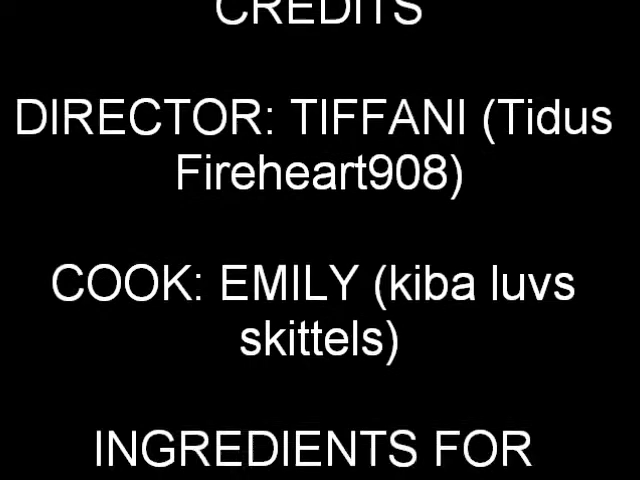 CREDITS
DIRECTOR: TIFFANI (Tidus
Fireheart908)
COOK: EMILY (kiba luvs
skittels)
INGREDIENTS FOR